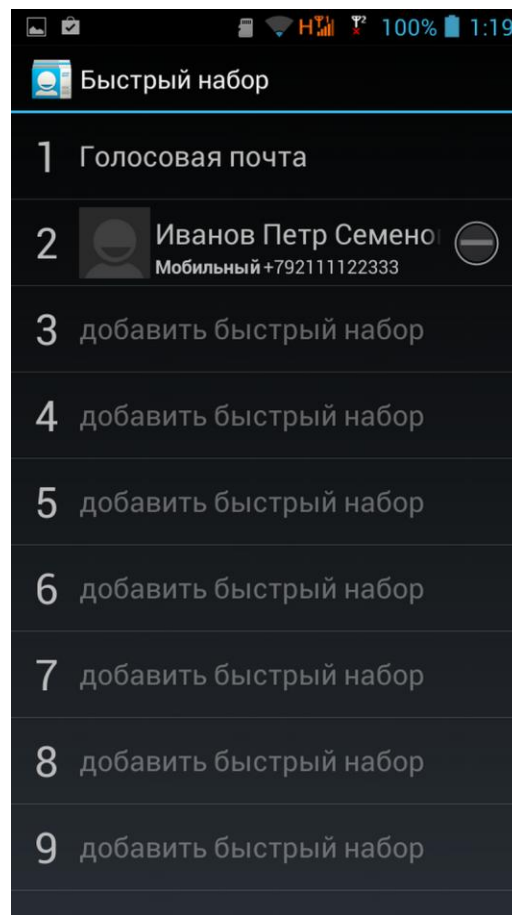 H 2 100% 1:19
Быстрый набор
1 Голосовая почта
2 Иванов Петр Семено
Мобильный +792111122333
3 добавить быстрый набор
4 добавить быстрый набор
5 добавить быстрый набор
6 добавить быстрый набор
7 добавить быстрый набор
8 добавить быстрый набор
9 добавить быстрый набор